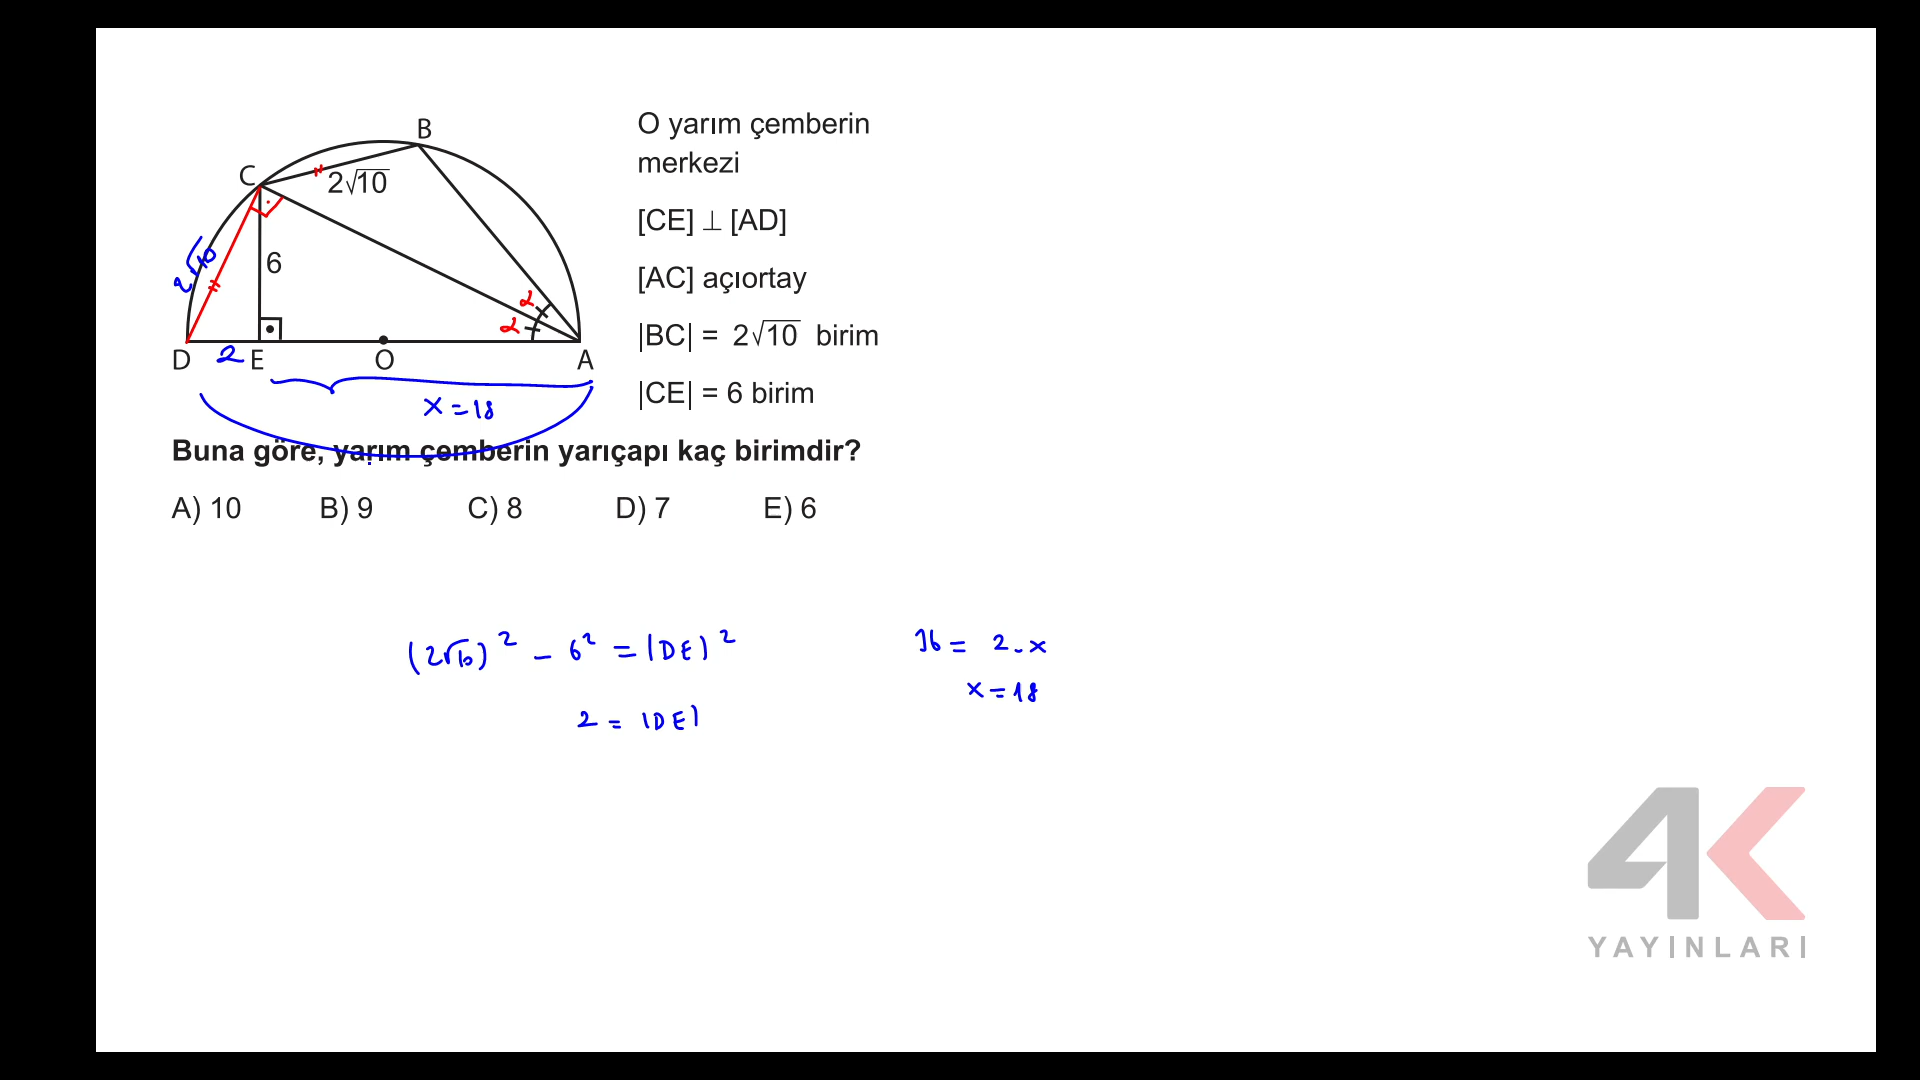 B
C
2√10
2√10
6
α
α
D
2
E
O
A
x = 18
O yarım çemberin
merkezi
[CE] ⊥ [AD]
[AC] açıortay
|BC| = 2√10 birim
|CE| = 6 birim
Buna göre, yarım çemberin yarıçapı kaç birimdir?
A) 10 B) 9 C) 8 D) 7 E) 6
(2√10)² - 6² = |DE|²
2 = |DE|
36 = 2.x
x = 18
4K
YAYINLARI